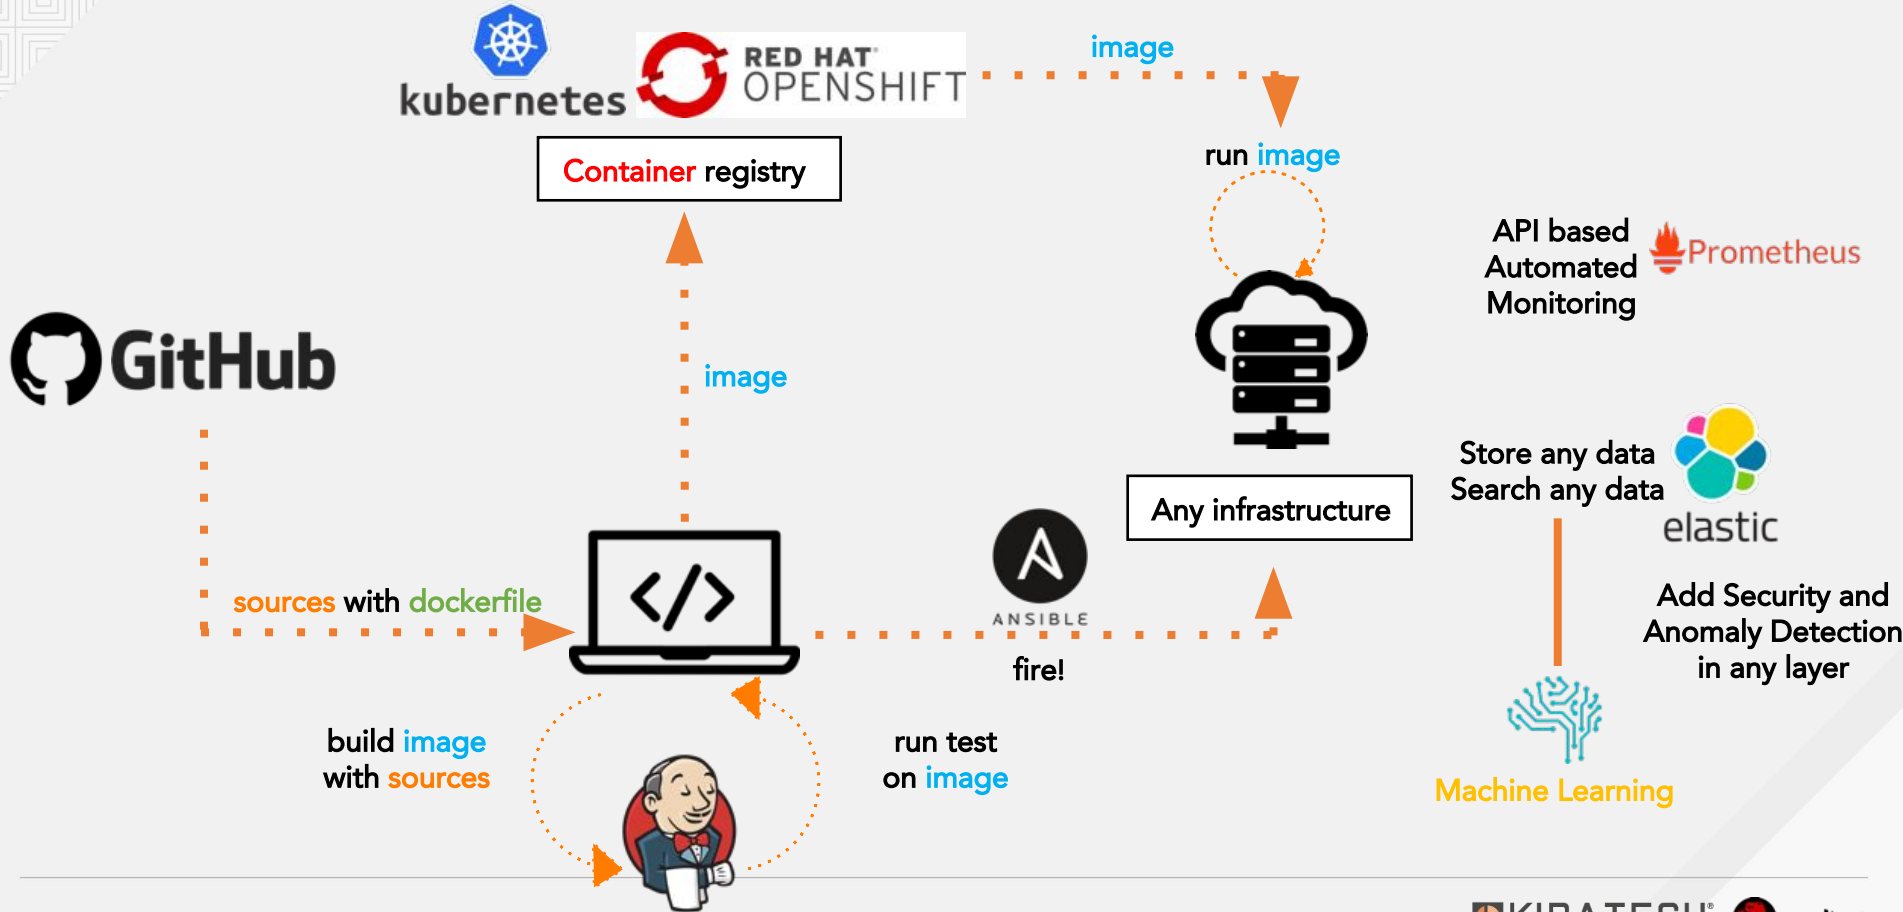 kubernetes
RED HAT®
OPENSHIFT
image
Container registry
run image
API based
Automated
Monitoring
Prometheus
GitHub
image
Store any data
Search any data
elastic
Any infrastructure
ANSIBLE
sources with dockerfile
fire!
Add Security and
Anomaly Detection
in any layer
build image
with sources
run test
on image
Machine Learning